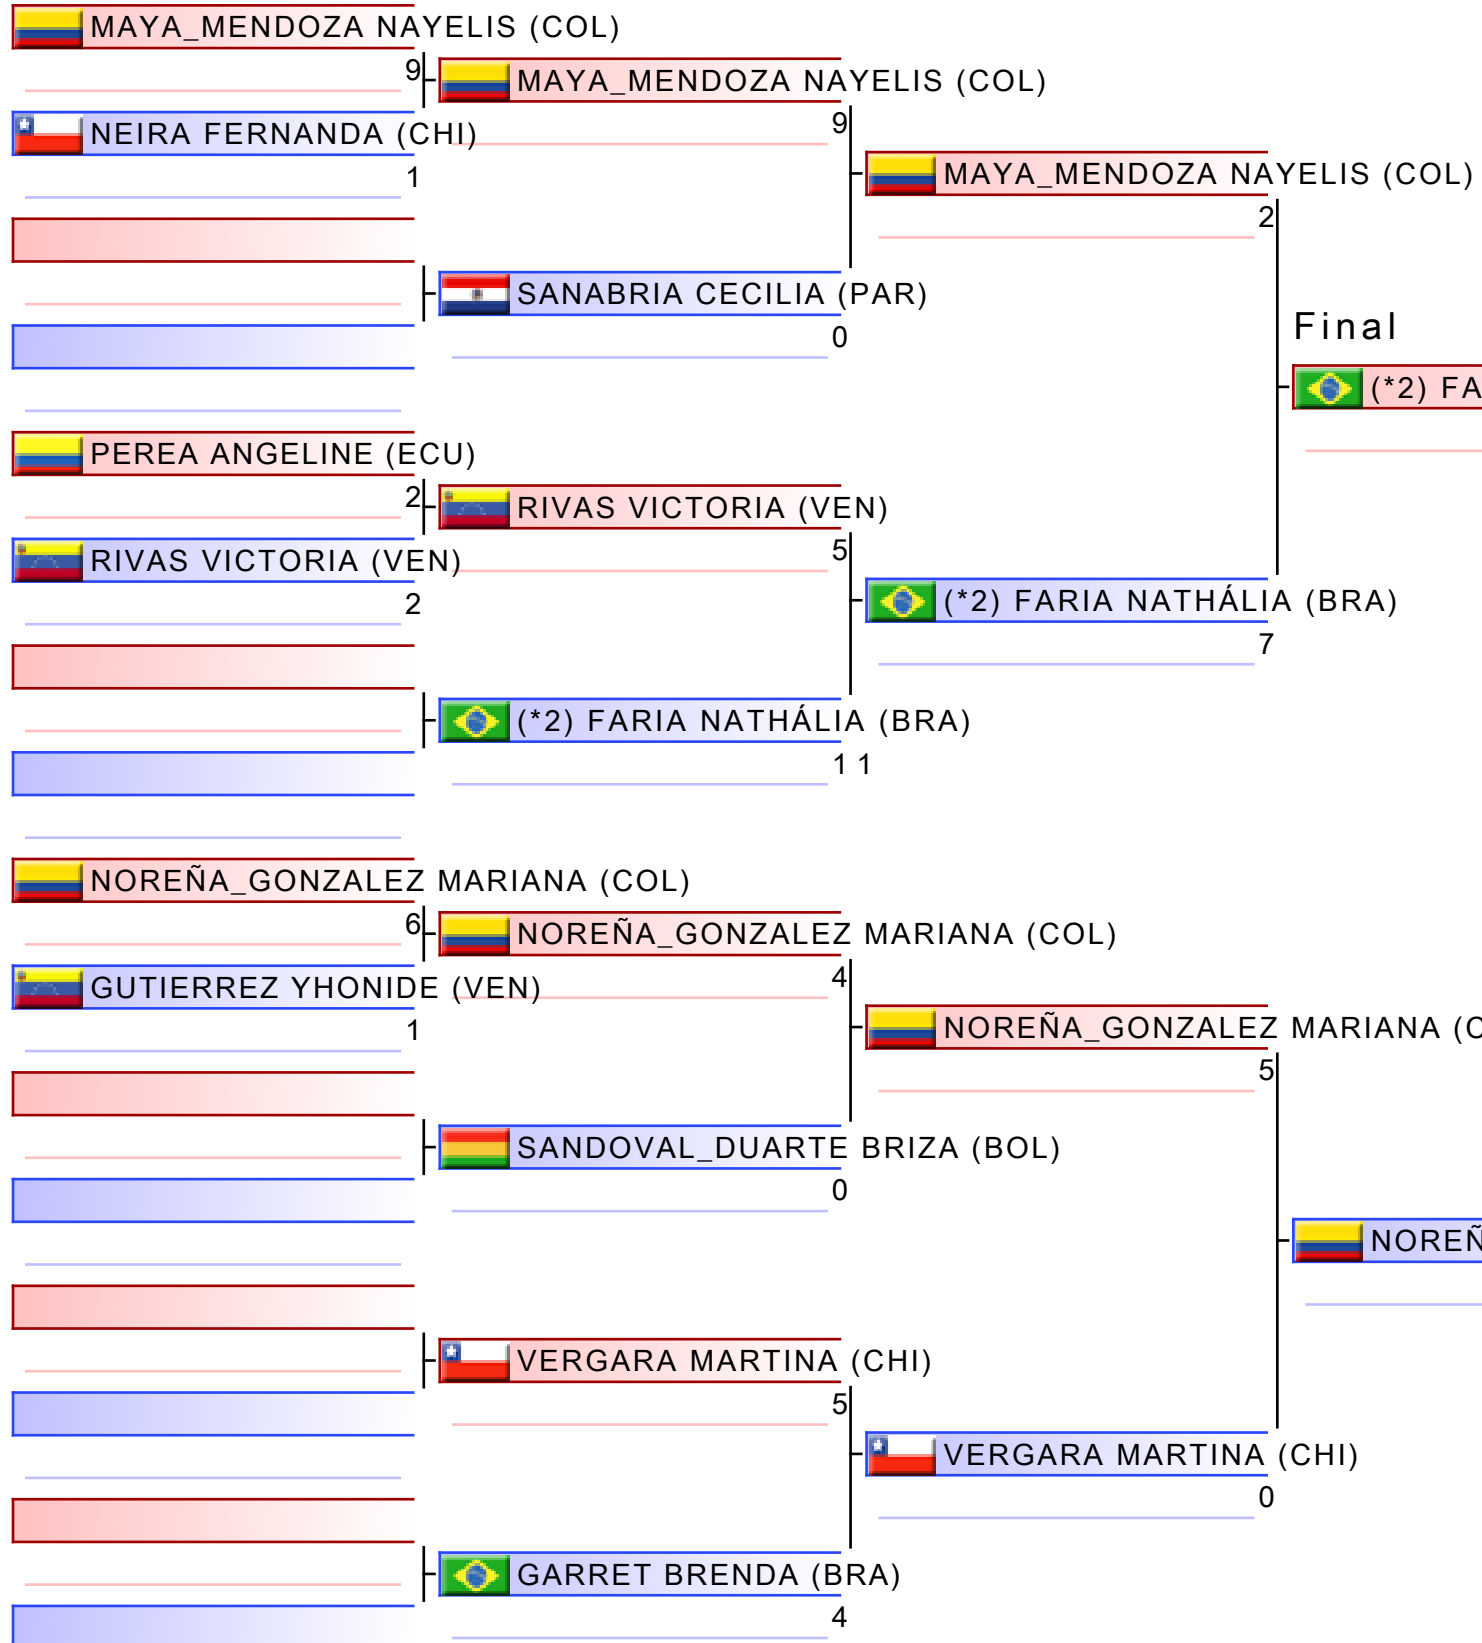 MAYA_MENDOZA NAYELIS (COL)
9
NEIRA FERNANDA (CHI)
1
PEREA ANGELINE (ECU)
2
RIVAS VICTORIA (VEN)
2
NOREÑA_GONZALEZ MARIANA (COL)
6
GUTIERREZ YHONIDE (VEN)
1
MAYA_MENDOZA NAYELIS (COL)
9
SANABRIA CECILIA (PAR)
0
RIVAS VICTORIA (VEN)
5
(*2) FARIA NATHÁLIA (BRA)
11
NOREÑA_GONZALEZ MARIANA (COL)
4
SANDOVAL_DUARTE BRIZA (BOL)
0
VERGARA MARTINA (CHI)
5
GARRET BRENDA (BRA)
4
MAYA_MENDOZA NAYELIS (COL)
2
(*2) FARIA NATHÁLIA (BRA)
7
NOREÑA_GONZALEZ MARIANA (C
5
VERGARA MARTINA (CHI)
0
Final
(*2) FA
NOREÑ